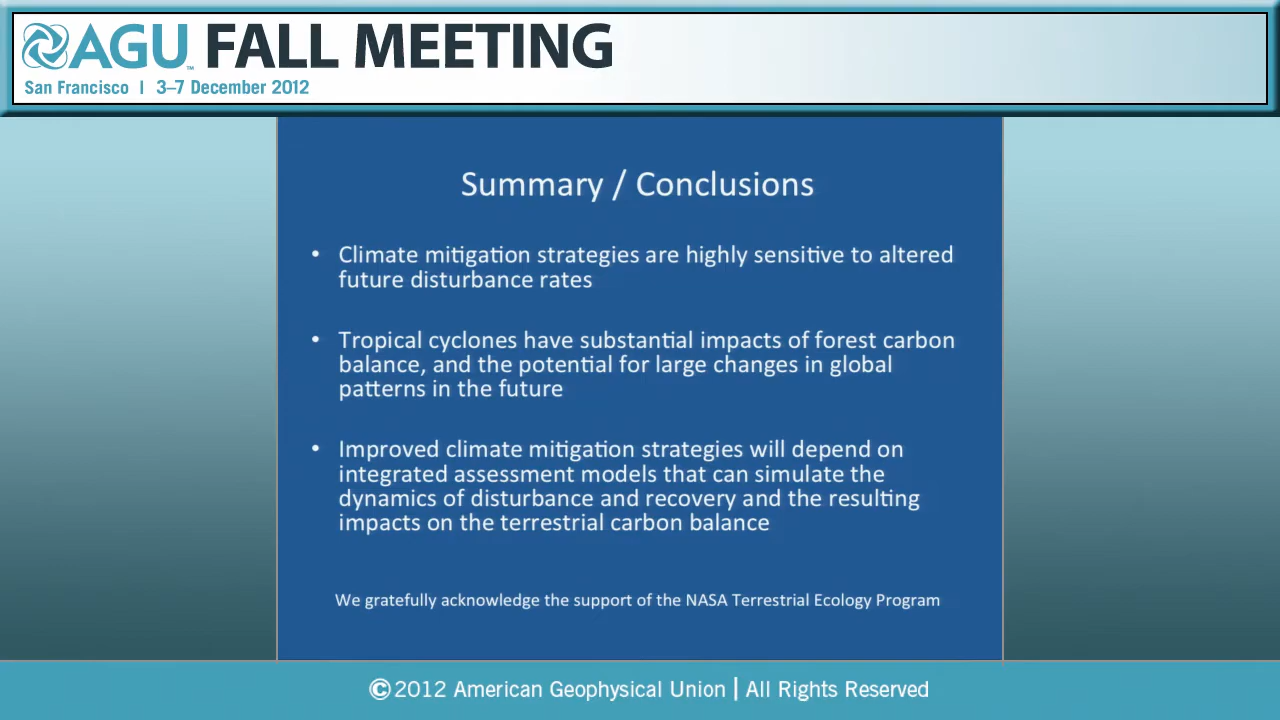 AGU™ FALL MEETING
San Francisco | 3–7 December 2012
Summary / Conclusions
• Climate mitigation strategies are highly sensitive to altered
future disturbance rates
• Tropical cyclones have substantial impacts of forest carbon
balance, and the potential for large changes in global
patterns in the future
• Improved climate mitigation strategies will depend on
integrated assessment models that can simulate the
dynamics of disturbance and recovery and the resulting
impacts on the terrestrial carbon balance
We gratefully acknowledge the support of the NASA Terrestrial Ecology Program
©2012 American Geophysical Union | All Rights Reserved